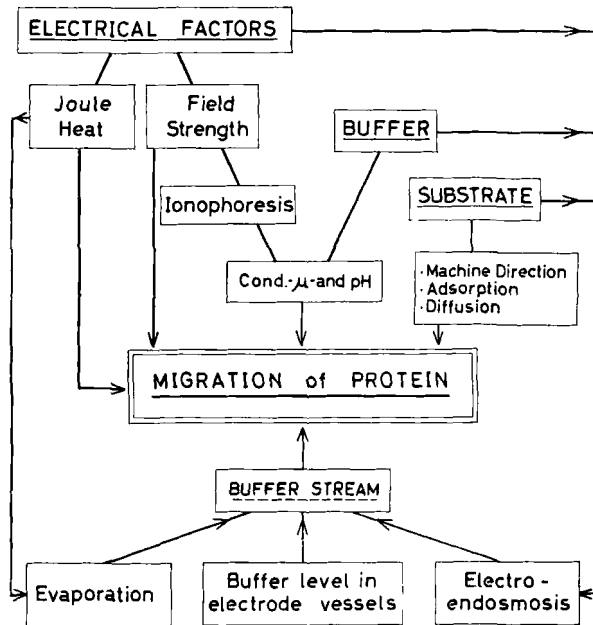 ELECTRICAL FACTORS
Joule
Heat
Field
Strength
BUFFER
Ionophoresis
SUBSTRATE
Cond.-μ-and pH
·Machine Direction
·Adsorption
·Diffusion
MIGRATION of PROTEIN
BUFFER STREAM
Evaporation
Buffer level in
electrode vessels
Electro-
endosmosis